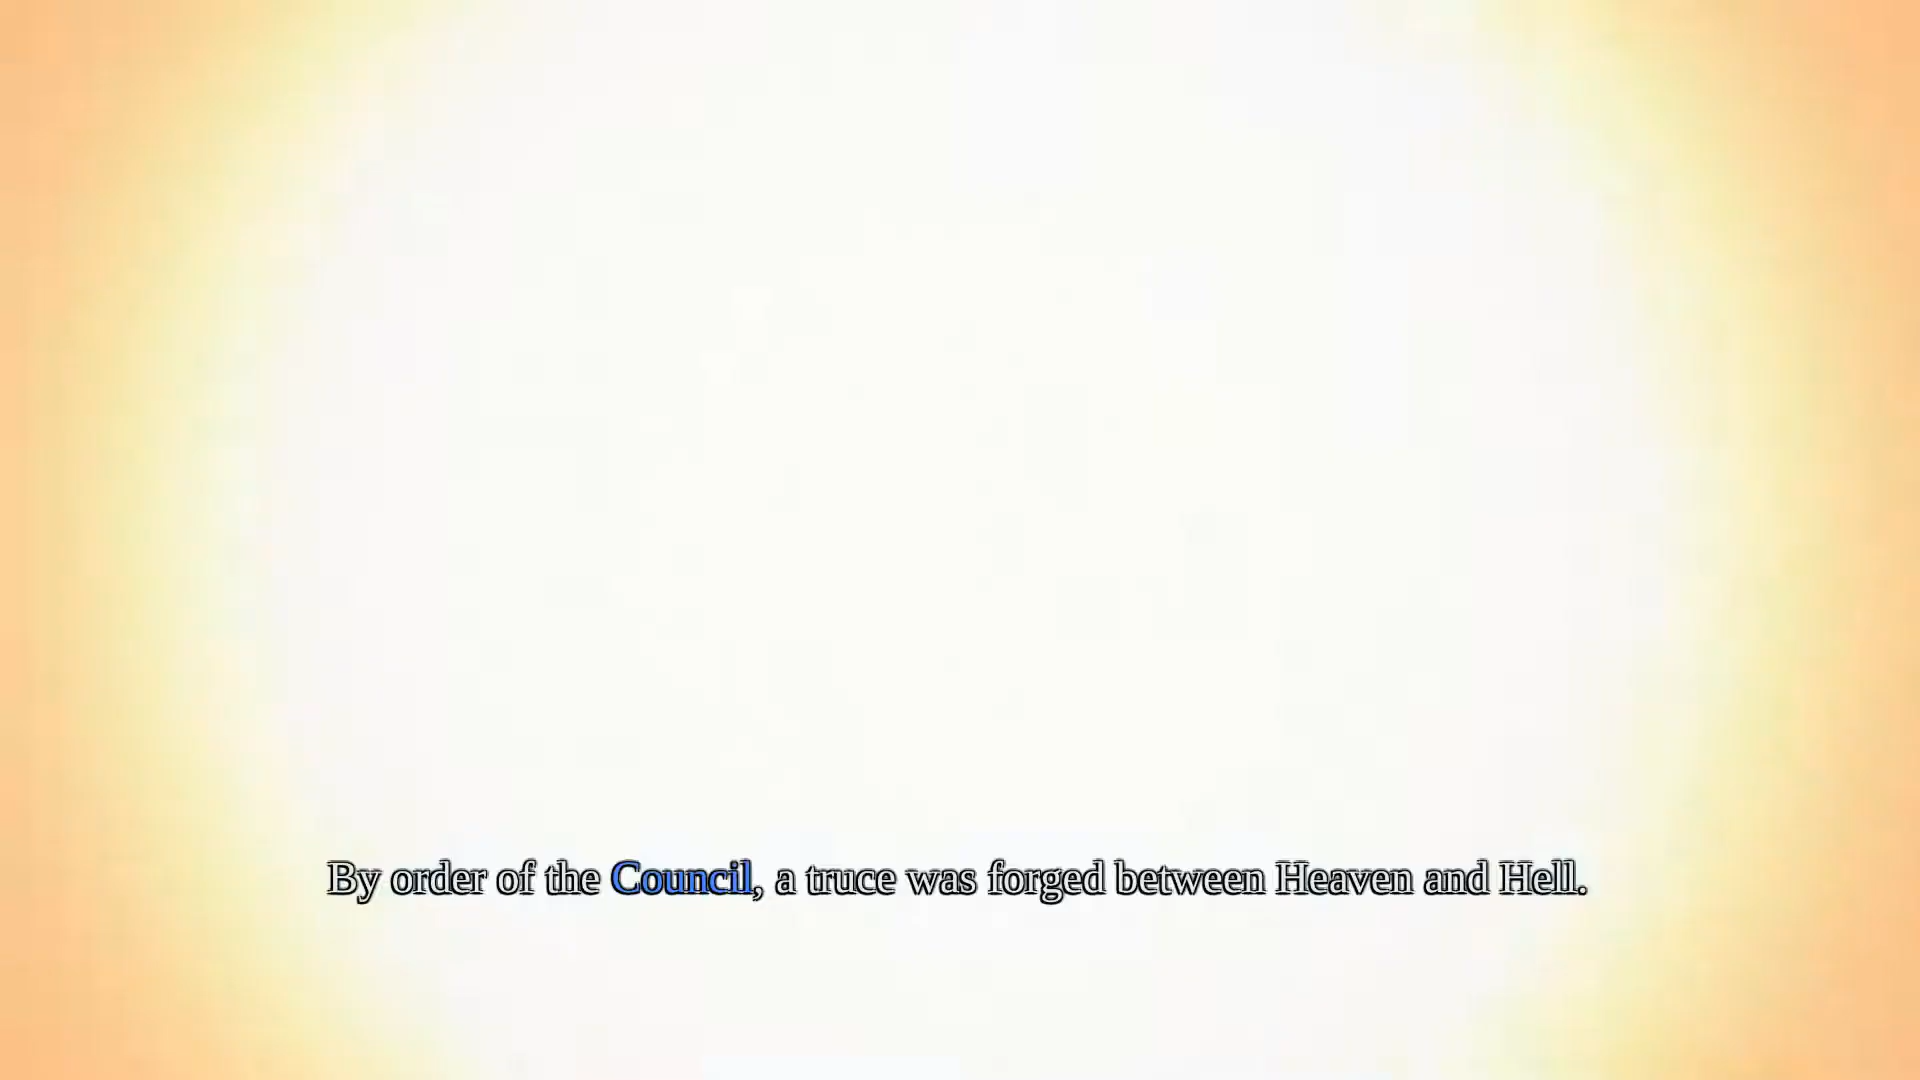 By order of the Council, a truce was forged between Heaven and Hell.